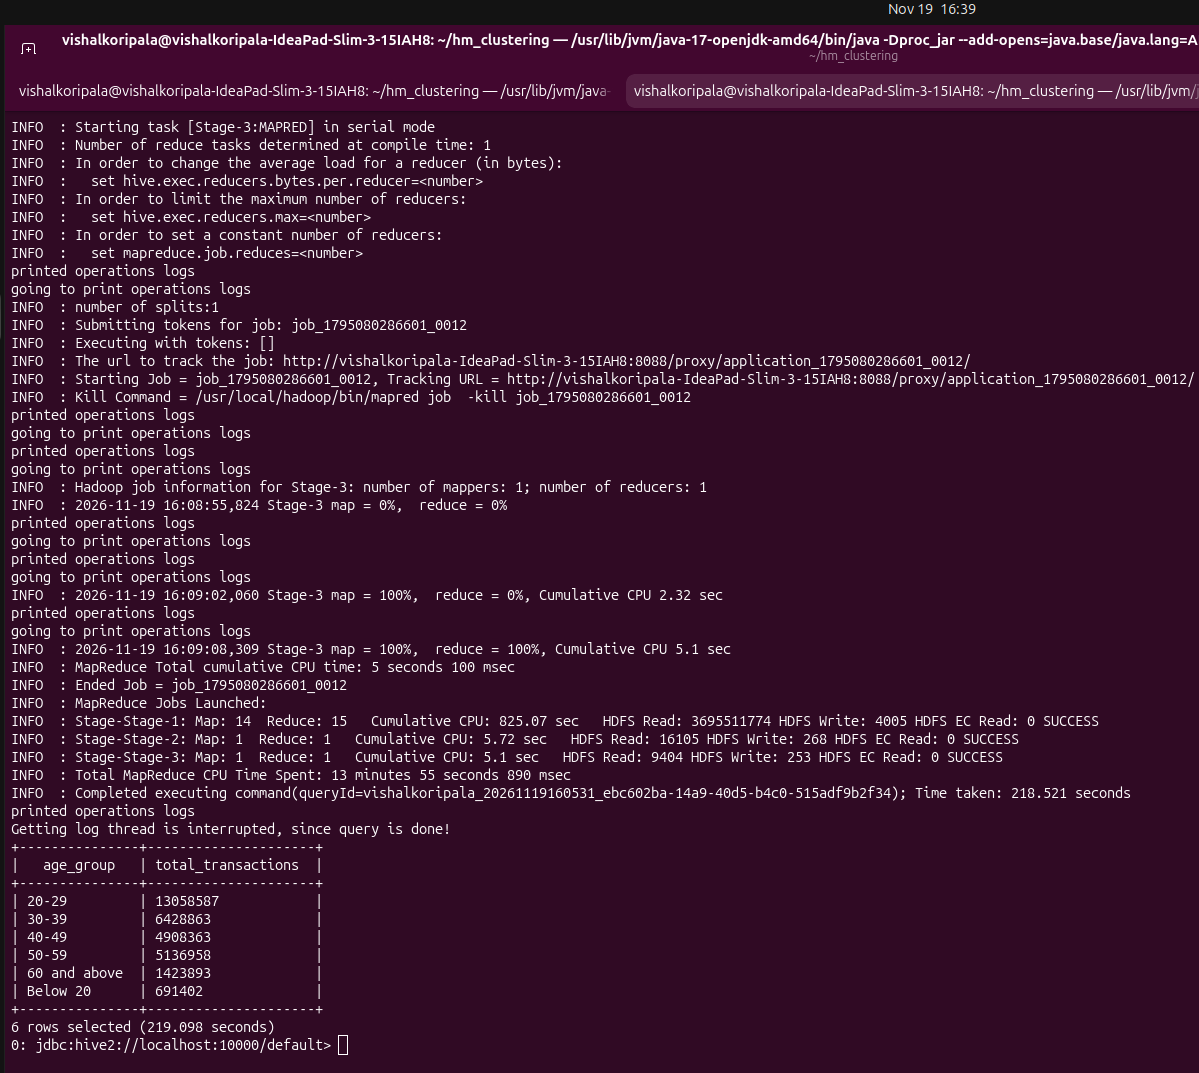 Nov 19 16:39
vishalkoripala@vishalkoripala-IdeaPad-Slim-3-15IAH8: ~/hm_clustering — /usr/lib/jvm/java-17-openjdk-amd64/bin/java -Dproc_jar --add-opens=java.base/java.lang=A
~/hm_clustering
vishalkoripala@vishalkoripala-IdeaPad-Slim-3-15IAH8: ~/hm_clustering — /usr/lib/jvm/java- vishalkoripala@vishalkoripala-IdeaPad-Slim-3-15IAH8: ~/hm_clustering — /usr/lib/jvm/
INFO  : Starting task [Stage-3:MAPRED] in serial mode
INFO  : Number of reduce tasks determined at compile time: 1
INFO  : In order to change the average load for a reducer (in bytes):
INFO  :   set hive.exec.reducers.bytes.per.reducer=<number>
INFO  : In order to limit the maximum number of reducers:
INFO  :   set hive.exec.reducers.max=<number>
INFO  : In order to set a constant number of reducers:
INFO  :   set mapreduce.job.reduces=<number>
printed operations logs
going to print operations logs
INFO  : number of splits:1
INFO  : Submitting tokens for job: job_1795080286601_0012
INFO  : Executing with tokens: []
INFO  : The url to track the job: http://vishalkoripala-IdeaPad-Slim-3-15IAH8:8088/proxy/application_1795080286601_0012/
INFO  : Starting Job = job_1795080286601_0012, Tracking URL = http://vishalkoripala-IdeaPad-Slim-3-15IAH8:8088/proxy/application_1795080286601_0012/
INFO  : Kill Command = /usr/local/hadoop/bin/mapred job  -kill job_1795080286601_0012
printed operations logs
going to print operations logs
printed operations logs
going to print operations logs
INFO  : Hadoop job information for Stage-3: number of mappers: 1; number of reducers: 1
INFO  : 2026-11-19 16:08:55,824 Stage-3 map = 0%,  reduce = 0%
printed operations logs
going to print operations logs
printed operations logs
going to print operations logs
INFO  : 2026-11-19 16:09:02,060 Stage-3 map = 100%,  reduce = 0%, Cumulative CPU 2.32 sec
printed operations logs
going to print operations logs
INFO  : 2026-11-19 16:09:08,309 Stage-3 map = 100%,  reduce = 100%, Cumulative CPU 5.1 sec
INFO  : MapReduce Total cumulative CPU time: 5 seconds 100 msec
INFO  : Ended Job = job_1795080286601_0012
INFO  : MapReduce Jobs Launched:
INFO  : Stage-Stage-1: Map: 14  Reduce: 15   Cumulative CPU: 825.07 sec   HDFS Read: 3695511774 HDFS Write: 4005 HDFS EC Read: 0 SUCCESS
INFO  : Stage-Stage-2: Map: 1  Reduce: 1   Cumulative CPU: 5.72 sec   HDFS Read: 16105 HDFS Write: 268 HDFS EC Read: 0 SUCCESS
INFO  : Stage-Stage-3: Map: 1  Reduce: 1   Cumulative CPU: 5.1 sec   HDFS Read: 9404 HDFS Write: 253 HDFS EC Read: 0 SUCCESS
INFO  : Total MapReduce CPU Time Spent: 13 minutes 55 seconds 890 msec
INFO  : Completed executing command(queryId=vishalkoripala_20261119160531_ebc602ba-14a9-40d5-b4c0-515adf9b2f34); Time taken: 218.521 seconds
printed operations logs
Getting log thread is interrupted, since query is done!
+---------------+---------------------+
|   age_group   | total_transactions  |
+---------------+---------------------+
| 20-29         | 13058587            |
| 30-39         | 6428863             |
| 40-49         | 4908363             |
| 50-59         | 5136958             |
| 60 and above  | 1423893             |
| Below 20      | 691402              |
+---------------+---------------------+
6 rows selected (219.098 seconds)
0: jdbc:hive2://localhost:10000/default>